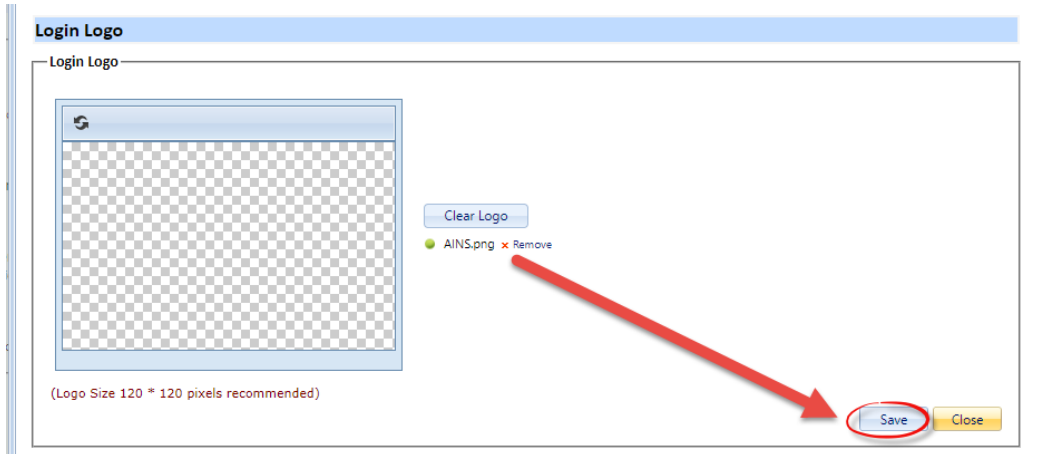 Login Logo
Login Logo
Clear Logo
AINS.png x Remove
(Logo Size 120 * 120 pixels recommended)
Save Close